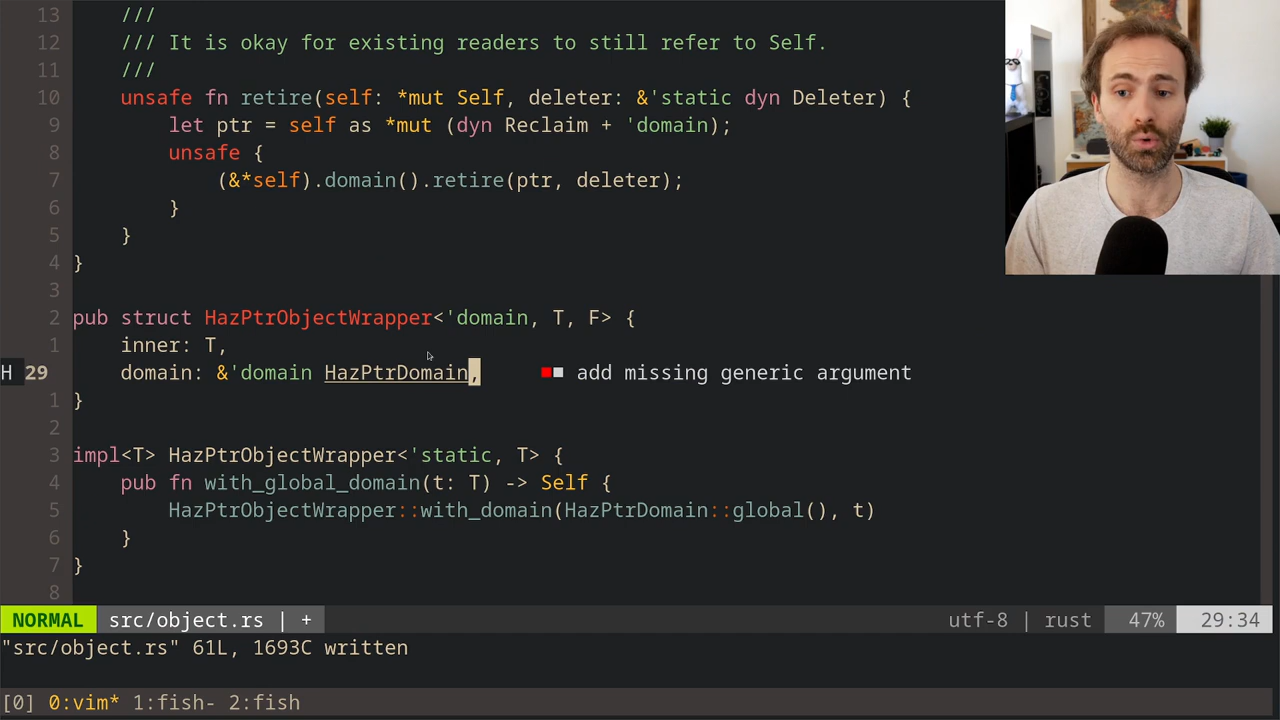 13     ///
12     /// It is okay for existing readers to still refer to Self.
11     ///
10     unsafe fn retire(self: *mut Self, deleter: &'static dyn Deleter) {
9         let ptr = self as *mut (dyn Reclaim + 'domain);
8         unsafe {
7             (&*self).domain().retire(ptr, deleter);
6         }
5     }
4 }
3
2 pub struct HazPtrObjectWrapper<'domain, T, F> {
1     inner: T,
H 29     domain: &'domain HazPtrDomain,     add missing generic argument
1 }
2
3 impl<T> HazPtrObjectWrapper<'static, T> {
4     pub fn with_global_domain(t: T) -> Self {
5         HazPtrObjectWrapper::with_domain(HazPtrDomain::global(), t)
6     }
7 }
8
NORMAL src/object.rs | + utf-8 | rust 47% 29:34
"src/object.rs" 61L, 1693C written
[0] 0:vim* 1:fish- 2:fish